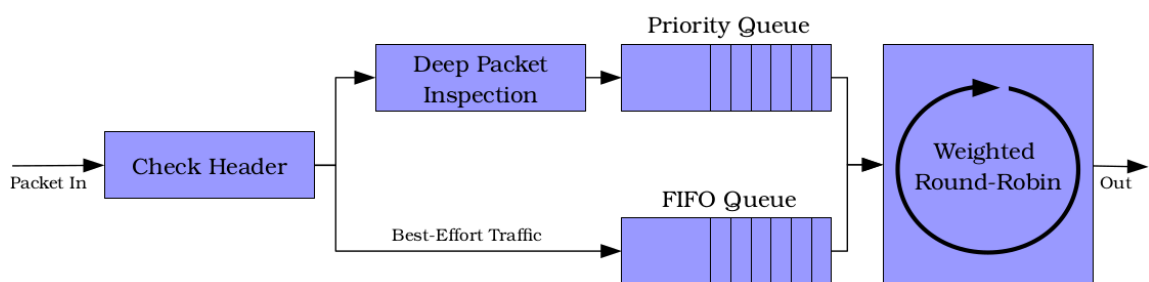 Priority Queue
Deep Packet
Inspection
Check Header
Packet In
Weighted
Round-Robin
Out
FIFO Queue
Best-Effort Traffic